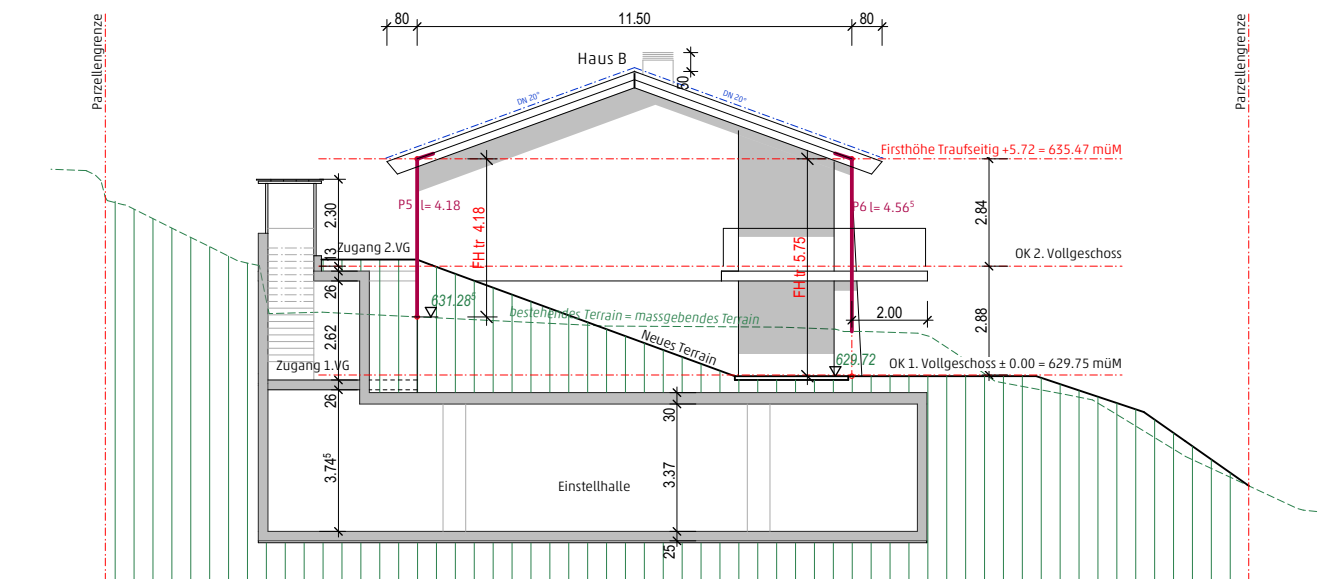 80
11.50
80
Parzellengrenze
Parzellengrenze
Haus B
60
DN 20°
DN 20°
Firsthöhe Traufseitig +5.72 = 635.47 müM
P5 l= 4.18
P6 l= 4.56⁵
FH tr 4.18
FH tr 5.75
2.30
2.84
13
Zugang 2.VG
OK 2. Vollgeschoss
26
631.28⁵
bestehendes Terrain = massgebendes Terrain
2.00
2.88
2.62
Neues Terrain
Zugang 1.VG
629.72
OK 1. Vollgeschoss ± 0.00 = 629.75 müM
26
30
3.74⁵
3.37
Einstellhalle
25